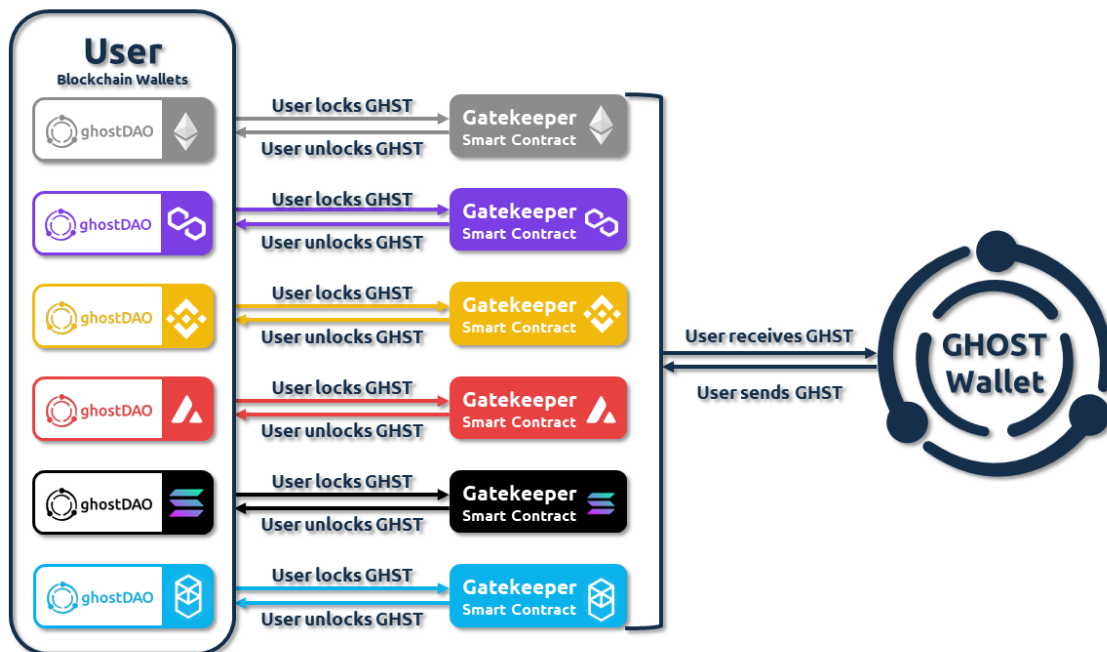 User
Blockchain Wallets
ghostDAO
User locks GHST
User unlocks GHST
Gatekeeper
Smart Contract
ghostDAO
User locks GHST
User unlocks GHST
Gatekeeper
Smart Contract
ghostDAO
User locks GHST
User unlocks GHST
Gatekeeper
Smart Contract
ghostDAO
User locks GHST
User unlocks GHST
Gatekeeper
Smart Contract
ghostDAO
User locks GHST
User unlocks GHST
Gatekeeper
Smart Contract
ghostDAO
User locks GHST
User unlocks GHST
Gatekeeper
Smart Contract
User receives GHST
User sends GHST
GHOST
Wallet